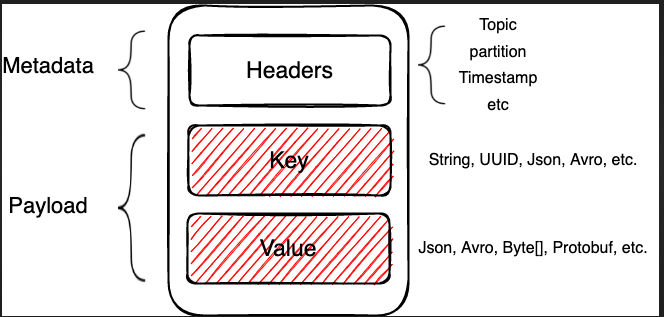 Metadata
Headers
Topic
partition
Timestamp
etc
Payload
Key
String, UUID, Json, Avro, etc.
Value
Json, Avro, Byte[], Protobuf, etc.